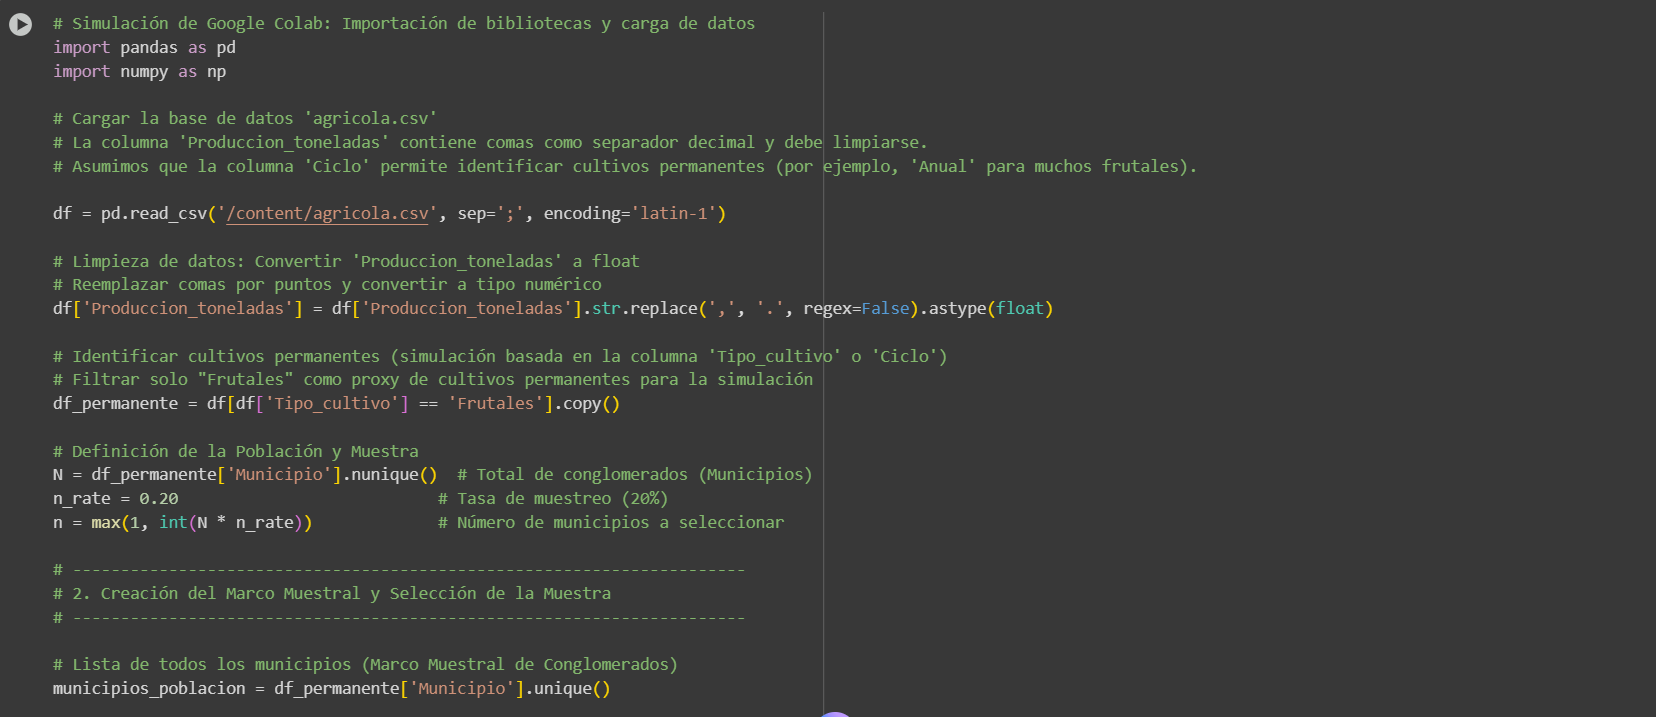 # Simulación de Google Colab: Importación de bibliotecas y carga de datos
import pandas as pd
import numpy as np

# Cargar la base de datos 'agricola.csv'
# La columna 'Produccion_toneladas' contiene comas como separador decimal y debe limpiarse.
# Asumimos que la columna 'Ciclo' permite identificar cultivos permanentes (por ejemplo, 'Anual' para muchos frutales).

df = pd.read_csv('/content/agricola.csv', sep=';', encoding='latin-1')

# Limpieza de datos: Convertir 'Produccion_toneladas' a float
# Reemplazar comas por puntos y convertir a tipo numérico
df['Produccion_toneladas'] = df['Produccion_toneladas'].str.replace(',', '.', regex=False).astype(float)

# Identificar cultivos permanentes (simulación basada en la columna 'Tipo_cultivo' o 'Ciclo')
# Filtrar solo "Frutales" como proxy de cultivos permanentes para la simulación
df_permanente = df[df['Tipo_cultivo'] == 'Frutales'].copy()

# Definición de la Población y Muestra
N = df_permanente['Municipio'].nunique()  # Total de conglomerados (Municipios)
n_rate = 0.20                           # Tasa de muestreo (20%)
n = max(1, int(N * n_rate))             # Número de municipios a seleccionar

# ----------------------------------------------------------------------
# 2. Creación del Marco Muestral y Selección de la Muestra
# ----------------------------------------------------------------------

# Lista de todos los municipios (Marco Muestral de Conglomerados)
municipios_poblacion = df_permanente['Municipio'].unique()